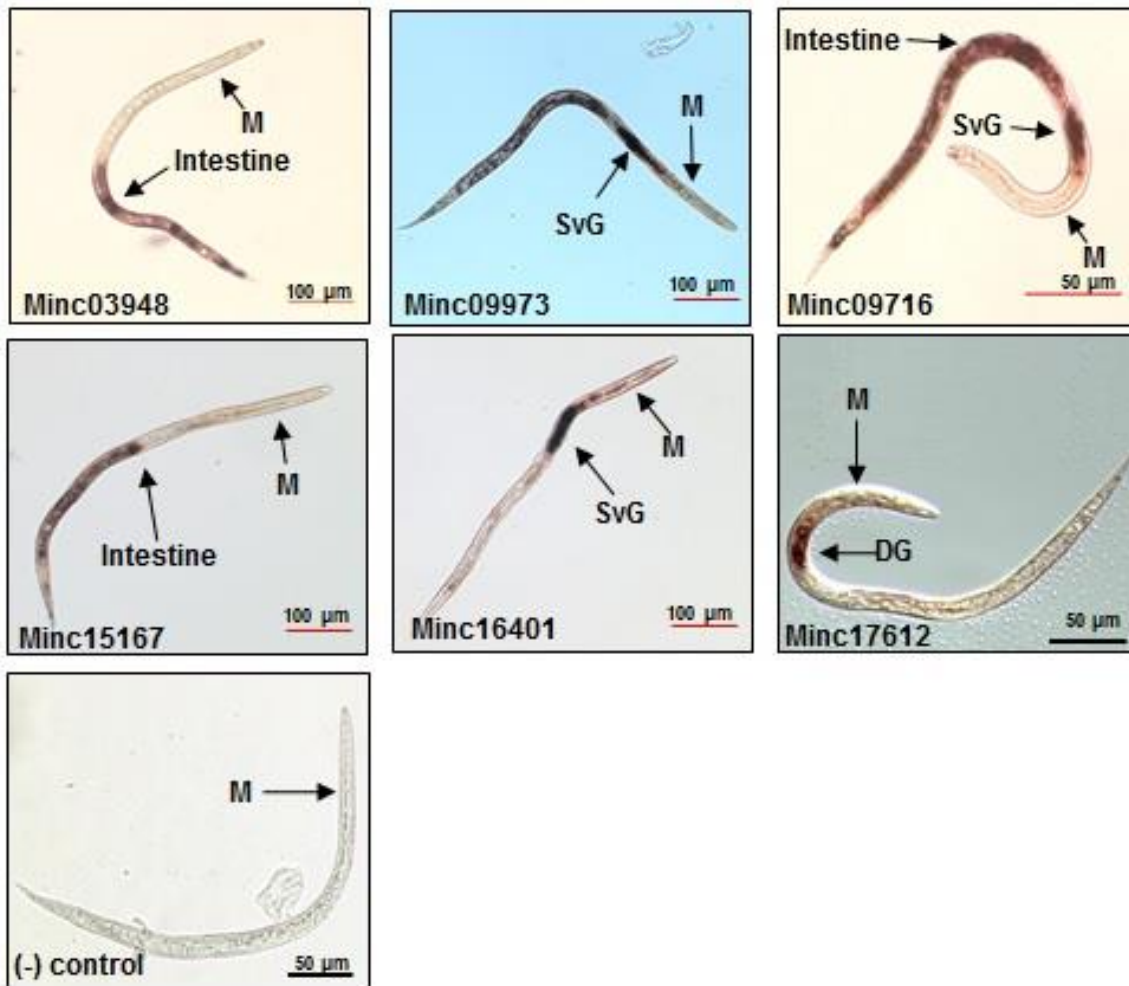 M
Intestine
100 µm
Minc03948
M
SvG
100 µm
Minc09973
Intestine
SvG
M
50 µm
Minc09716
M
Intestine
100 µm
Minc15167
M
SvG
100 µm
Minc16401
M
DG
50 µm
Minc17612
M
50 µm
(-) control